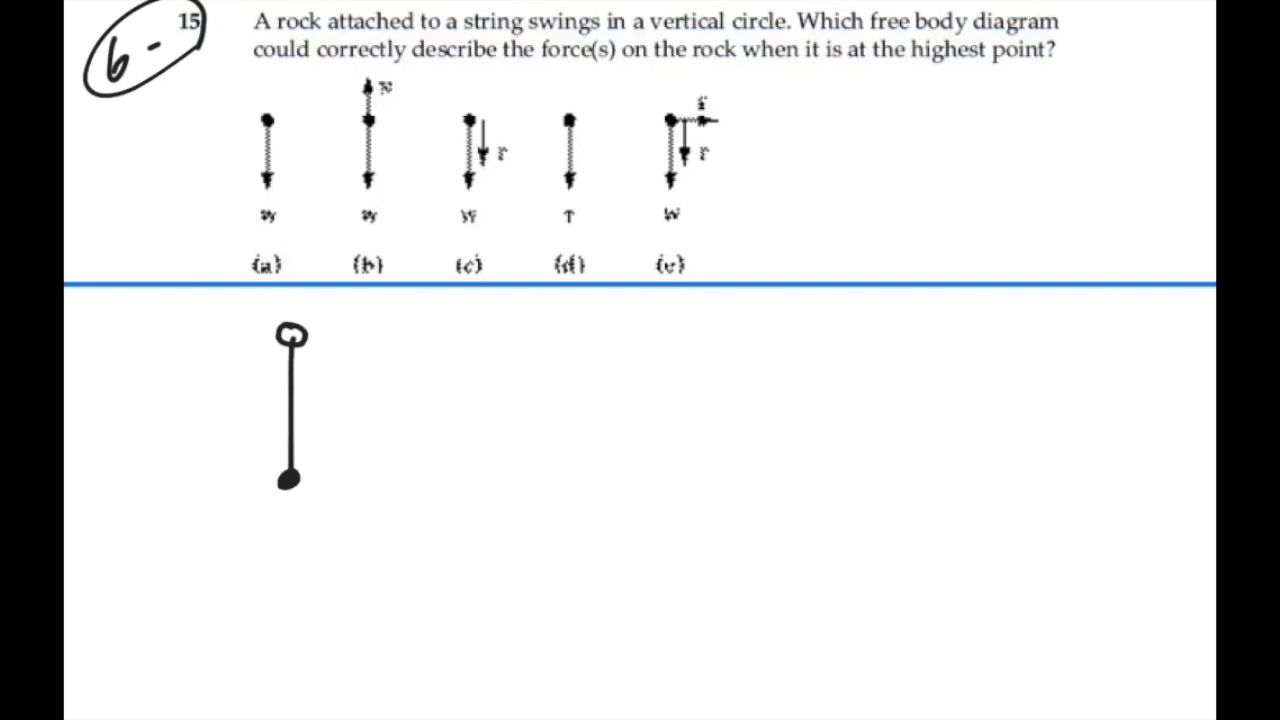 6-
15 A rock attached to a string swings in a vertical circle. Which free body diagram
could correctly describe the force(s) on the rock when it is at the highest point?
W T W
(a) (b) (c) (d) (e)